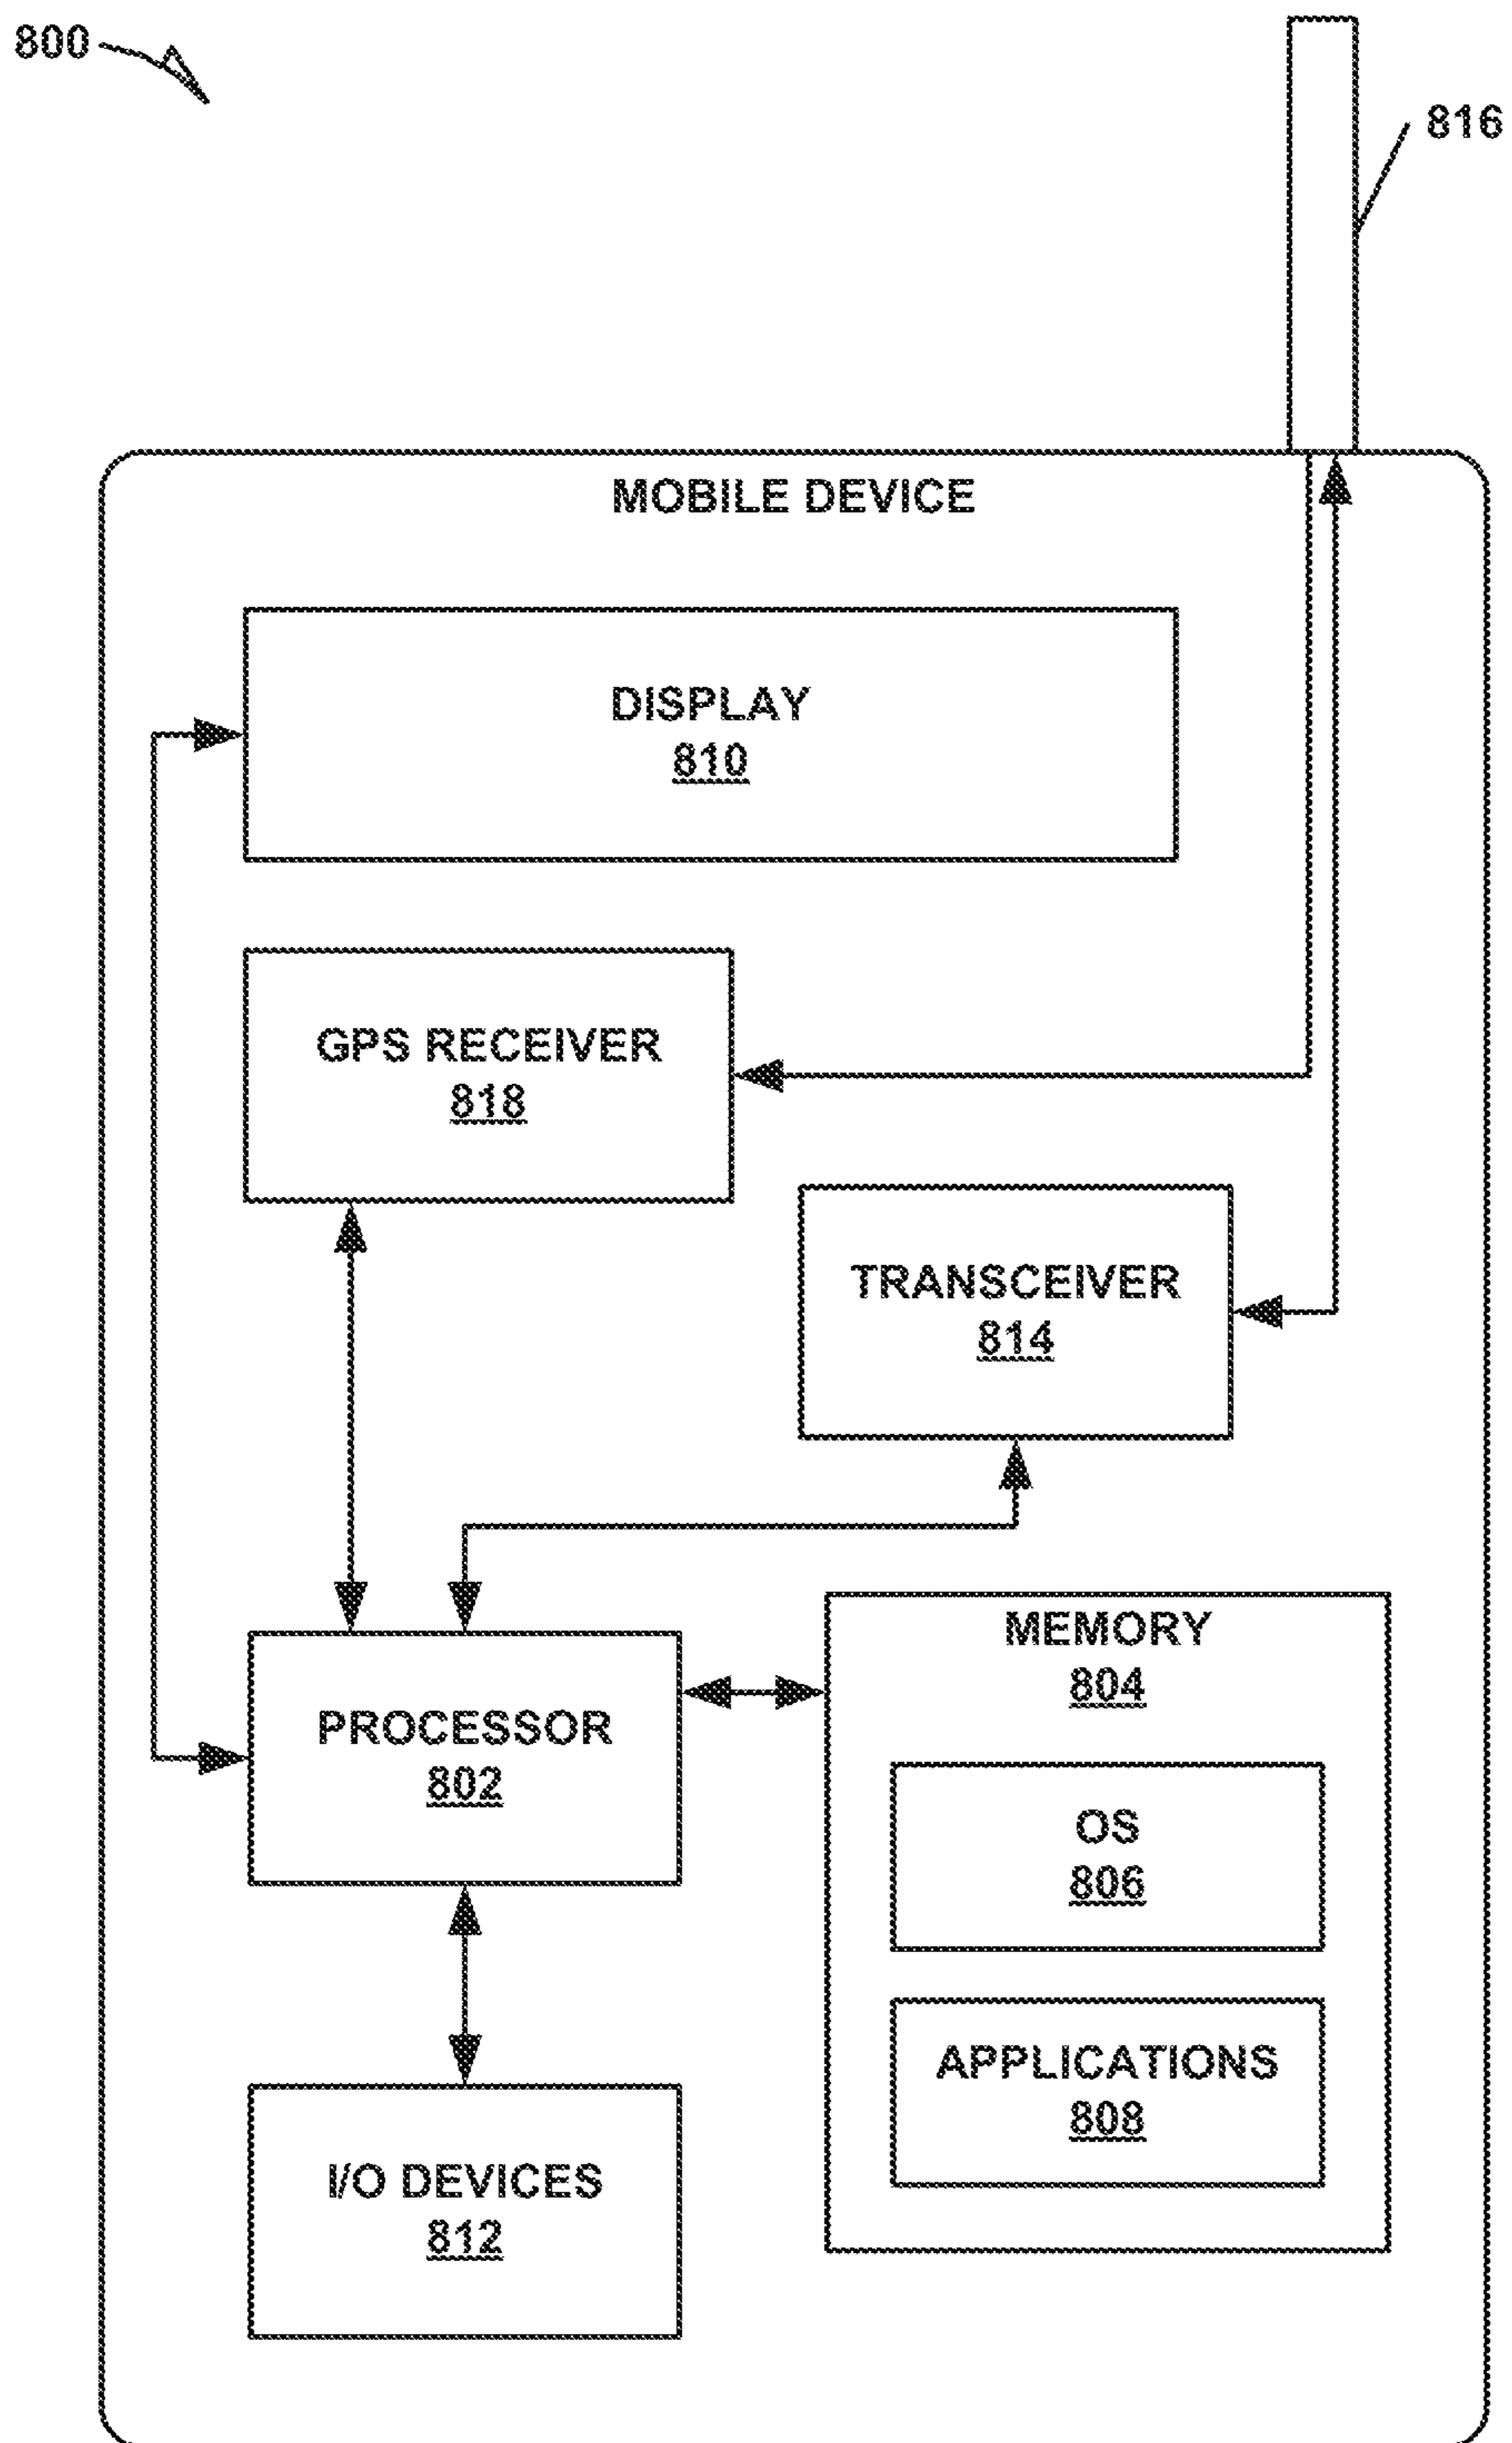 800
816
MOBILE DEVICE
DISPLAY
810
GPS RECEIVER
818
TRANSCEIVER
814
MEMORY
804
PROCESSOR
802
OS
806
APPLICATIONS
808
I/O DEVICES
812